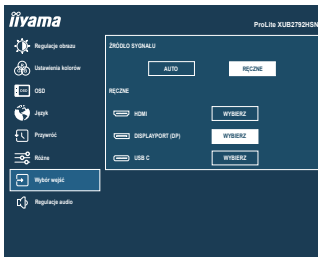 iiyama
ProLite XUB2792HSN
Regulacje obrazu
Ustawienia kolorów
OSD
OSD
Język
Przywróć
Różne
Wybór wejść
Regulacje audio
ŹRÓDŁO SYGNAŁU
AUTO RĘCZNE
RĘCZNE
HDMI WYBIERZ
DISPLAYPORT (DP) WYBIERZ
USB C WYBIERZ